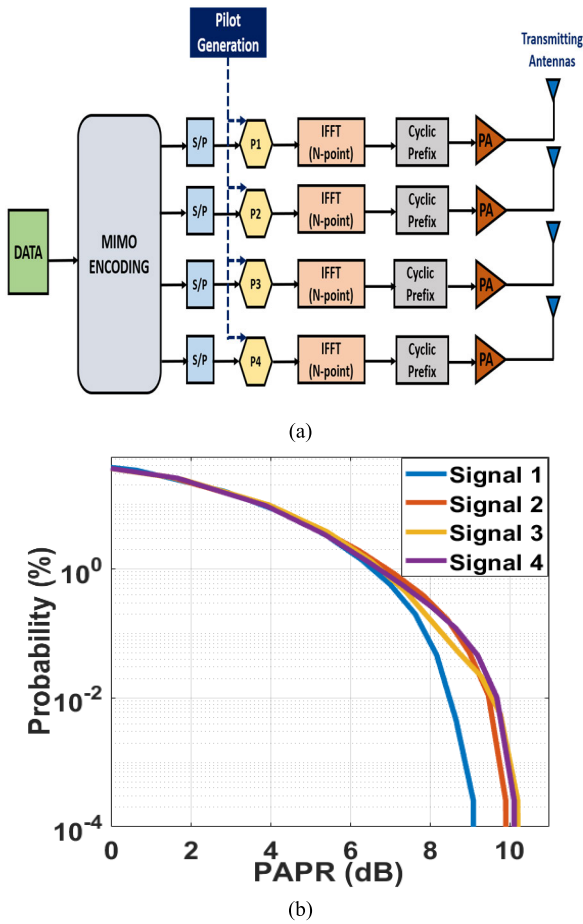 Pilot
Generation
Transmitting
Antennas
DATA
MIMO
ENCODING
S/P
P1
IFFT
(N-point)
Cyclic
Prefix
PA
S/P
P2
IFFT
(N-point)
Cyclic
Prefix
PA
S/P
P3
IFFT
(N-point)
Cyclic
Prefix
PA
S/P
P4
IFFT
(N-point)
Cyclic
Prefix
PA
(a)
Signal 1
Signal 2
Signal 3
Signal 4
Probability (%)
10⁰
10⁻²
10⁻⁴
0 2 4 6 8 10
PAPR (dB)
(b)